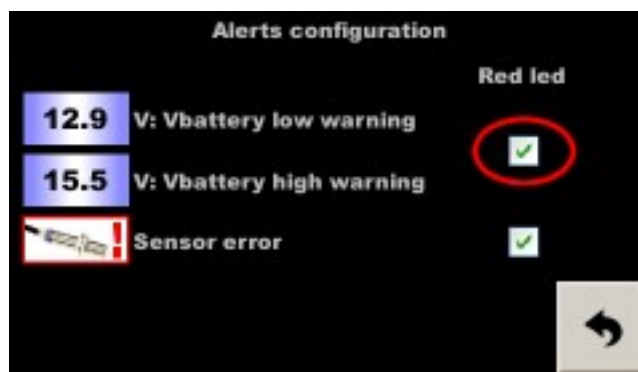 Alerts configuration
Red led
12.9 V: Vbattery low warning
15.5 V: Vbattery high warning
Sensor error